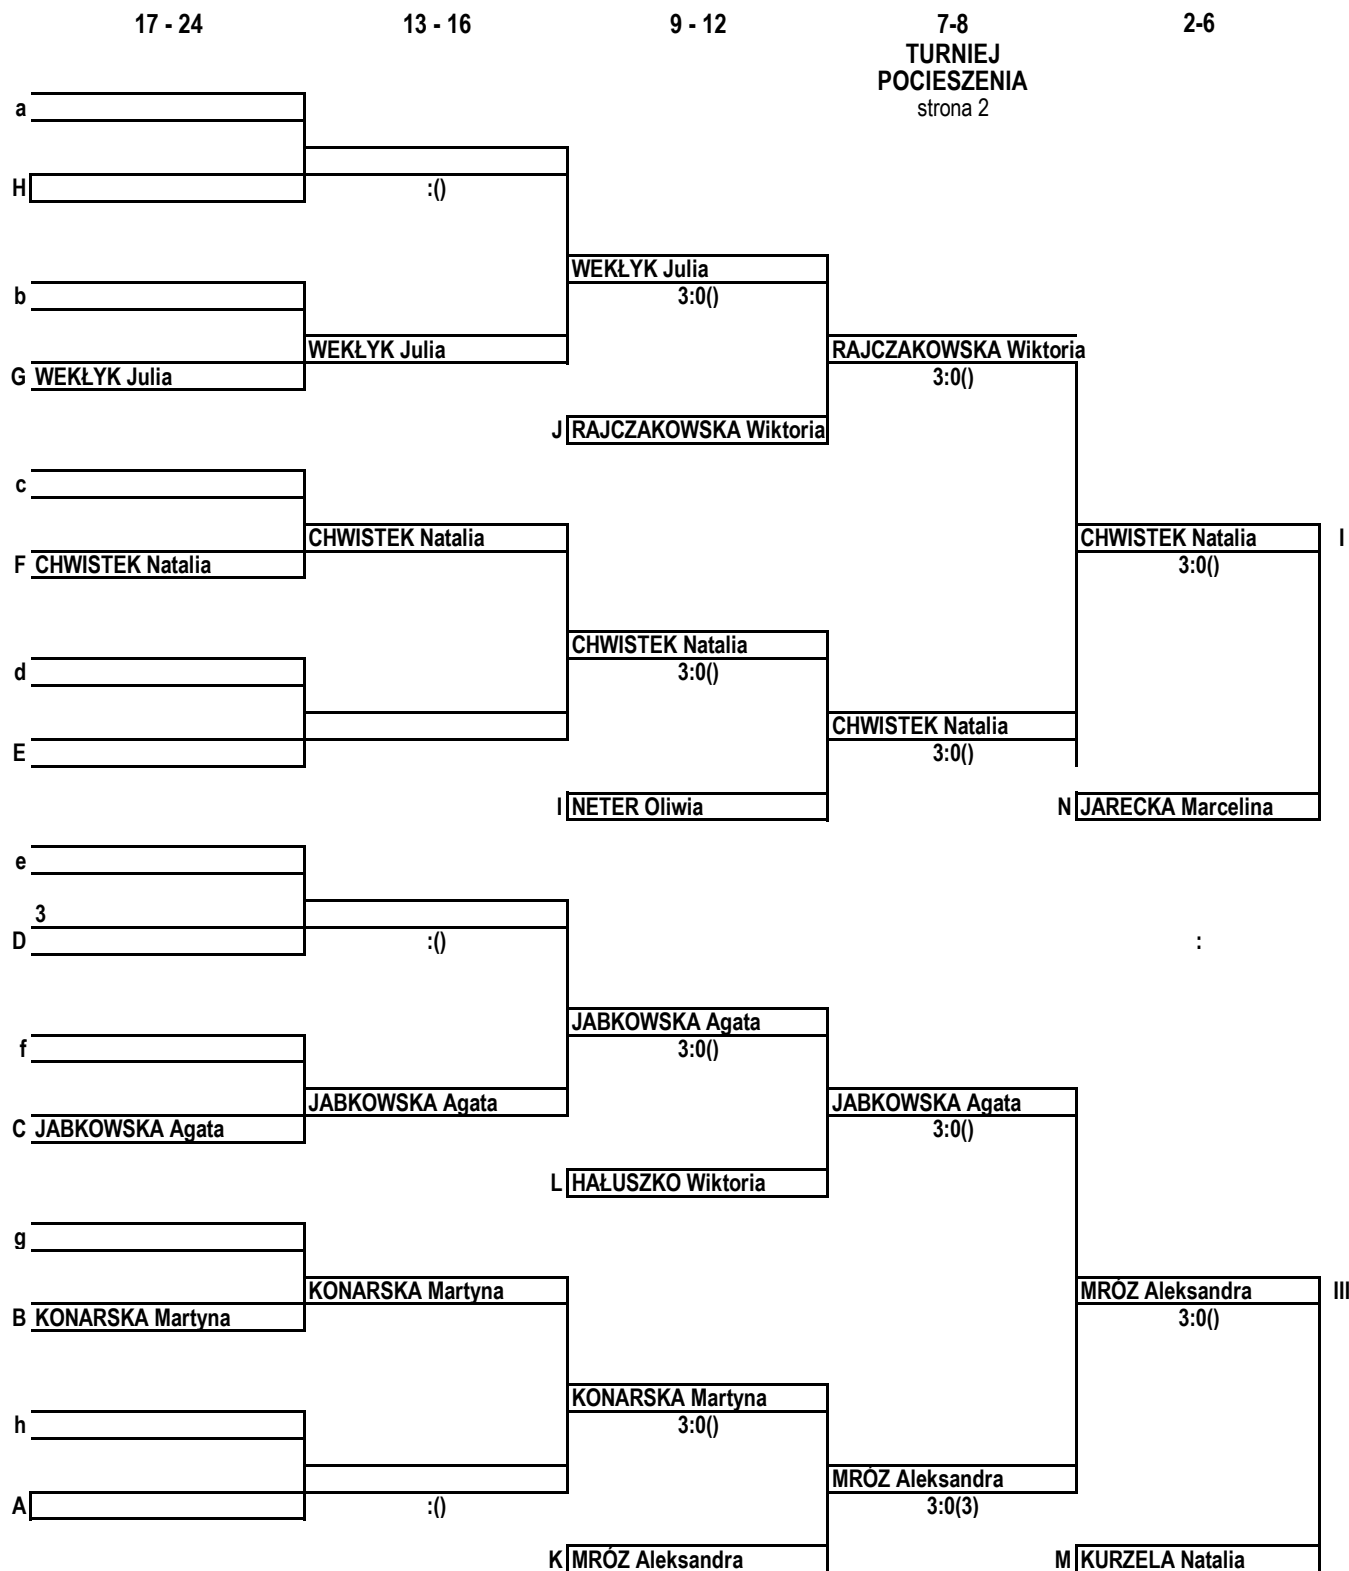 17 - 24 13 - 16 9 - 12 7-8 2-6
TURNIEJ
POCIESZENIA
strona 2
a
H :()
WEKŁYK Julia
b 3:0()
WEKŁYK Julia RAJCZAKOWSKA Wiktoria
G WEKŁYK Julia 3:0()
J RAJCZAKOWSKA Wiktoria
c
CHWISTEK Natalia CHWISTEK Natalia I
F CHWISTEK Natalia 3:0()
CHWISTEK Natalia
d 3:0()
CHWISTEK Natalia
E 3:0()
I NETER Oliwia N JARECKA Marcelina
e
3
D :() :
JABKOWSKA Agata
f 3:0()
JABKOWSKA Agata JABKOWSKA Agata
C JABKOWSKA Agata 3:0()
L HAŁUSZKO Wiktoria
g
KONARSKA Martyna MRÓZ Aleksandra III
B KONARSKA Martyna 3:0()
KONARSKA Martyna
h 3:0()
MRÓZ Aleksandra
A :() 3:0(3)
K MRÓZ Aleksandra M KURZELA Natalia